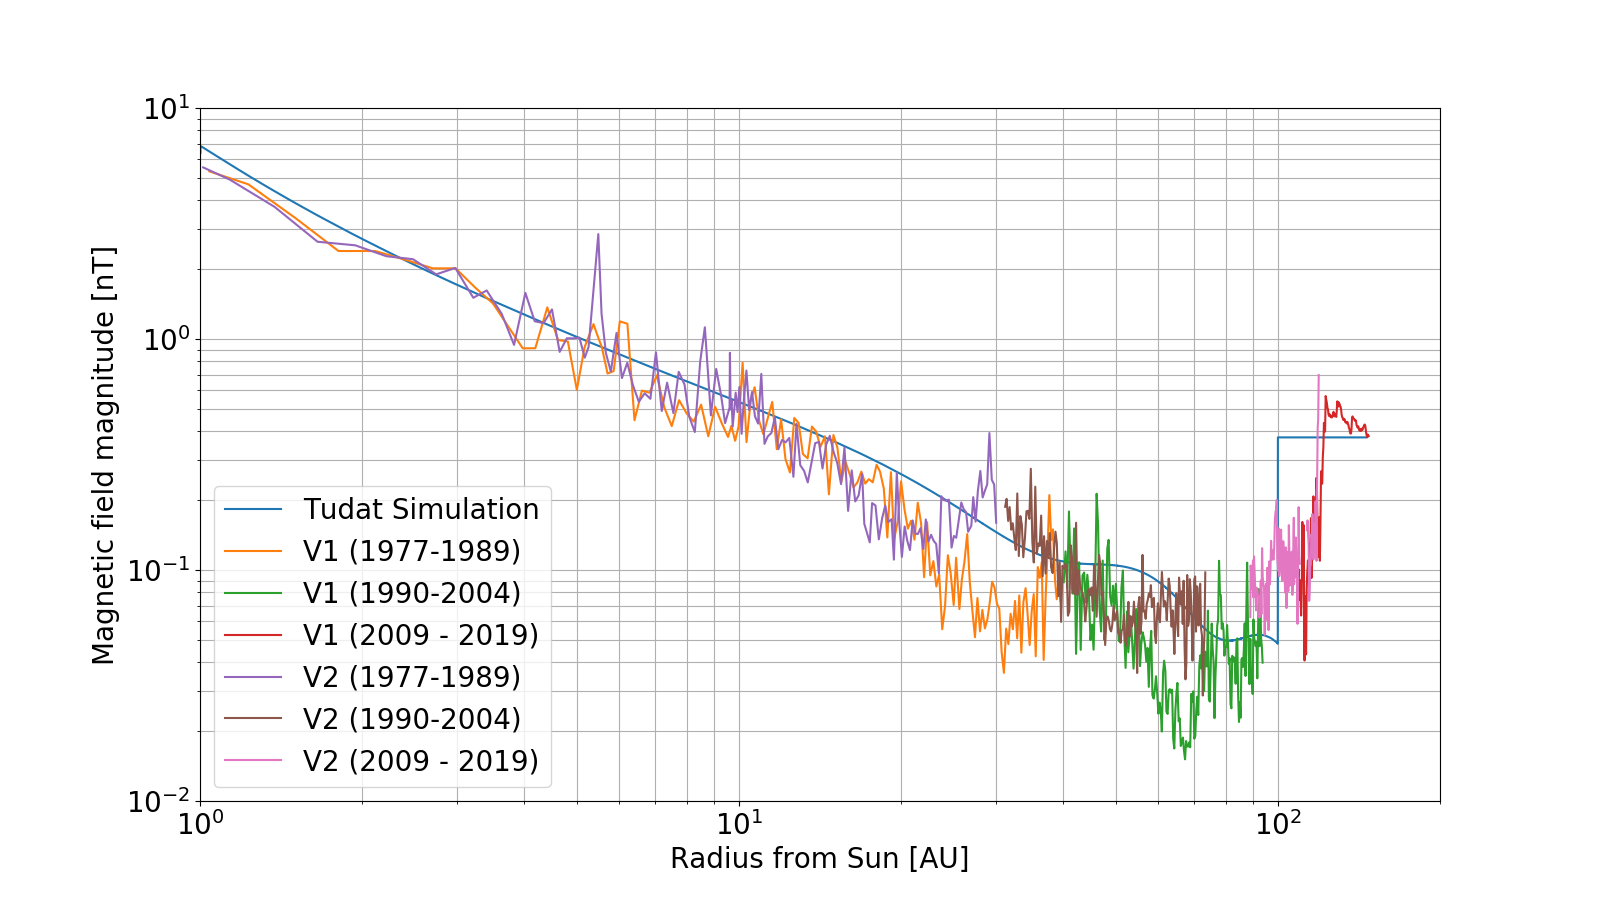 Magnetic field magnitude [nT]
10¹
10⁰
10⁻¹
10⁻²
Tudat Simulation
V1 (1977-1989)
V1 (1990-2004)
V1 (2009 - 2019)
V2 (1977-1989)
V2 (1990-2004)
V2 (2009 - 2019)
10⁰
10¹
10²
Radius from Sun [AU]